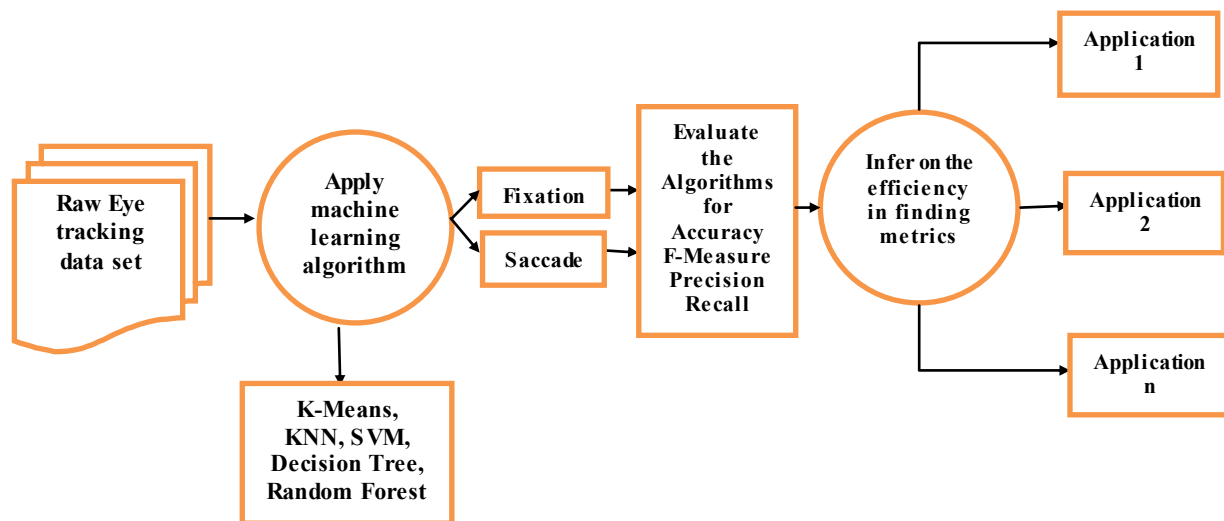 Raw Eye
tracking
data set
Apply
machine
learning
algorithm
K-Means,
KNN, SVM,
Decision Tree,
Random Forest
Fixation
Saccade
Evaluate
the
Algorithms
for
Accuracy
F-Measure
Precision
Recall
Infer on the
efficiency
in finding
metrics
Application
1
Application
2
Application
n